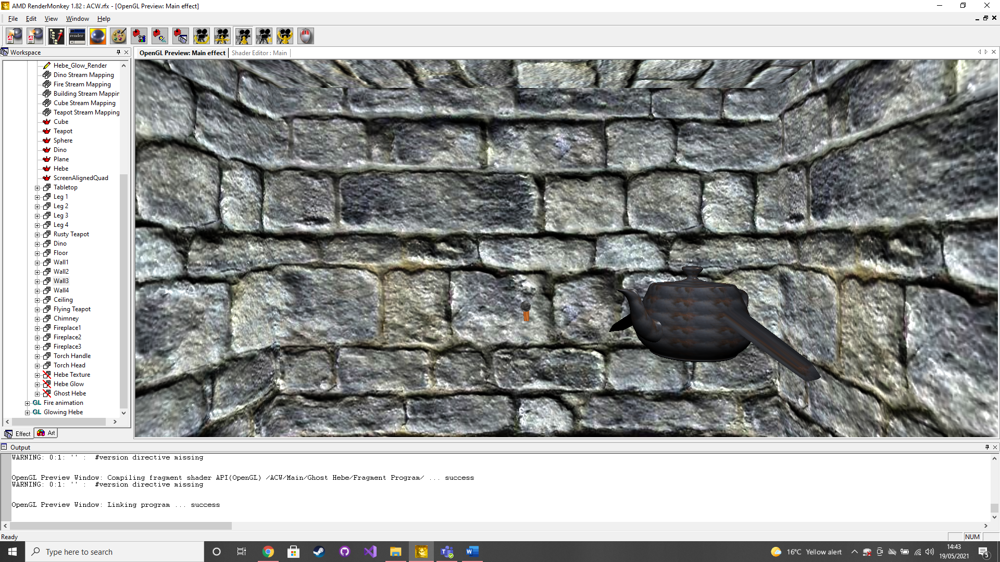 AMD RenderMonkey 1.82 : ACW.rfx - [OpenGL Preview: Main effect]
File Edit View Window Help
Workspace
OpenGL Preview: Main effect Shader Editor : Main
Hebe_Glow_Render
Dino Stream Mapping
Fire Stream Mapping
Building Stream Mappin
Cube Stream Mapping
Teapot Stream Mapping
Cube
Teapot
Sphere
Dino
Plane
Hebe
ScreenAlignedQuad
Tabletop
Leg 1
Leg 2
Leg 3
Leg 4
Rusty Teapot
Dino
Floor
Wall1
Wall2
Wall3
Wall4
Ceiling
Flying Teapot
Chimney
Fireplace1
Fireplace2
Fireplace3
Torch Handle
Torch Head
Hebe Texture
Hebe Glow
Ghost Hebe
GL Fire animation
GL Glowing Hebe
Effect Art
Output
WARNING: 0:1: '' : #version directive missing
OpenGL Preview Window: Compiling fragment shader API(OpenGL) /ACW/Main/Ghost Hebe/Fragment Program/ ... success
WARNING: 0:1: '' : #version directive missing
OpenGL Preview Window: Linking program ... success
Ready NUM
Type here to search
16°C Yellow alert
14:43
19/05/2021
5